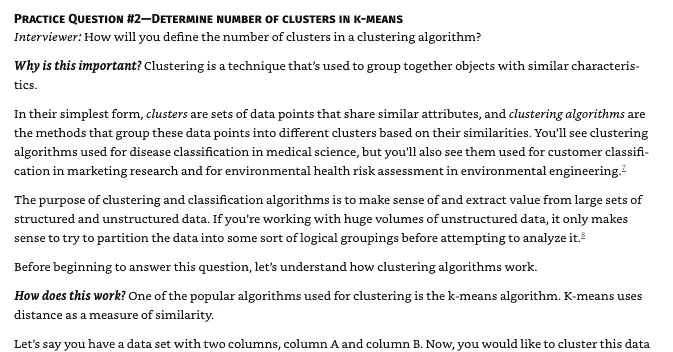 PRACTICE QUESTION #2—DETERMINE NUMBER OF CLUSTERS IN K-MEANS
Interviewer: How will you define the number of clusters in a clustering algorithm?
Why is this important? Clustering is a technique that's used to group together objects with similar characteris-
tics.
In their simplest form, clusters are sets of data points that share similar attributes, and clustering algorithms are
the methods that group these data points into different clusters based on their similarities. You'll see clustering
algorithms used for disease classification in medical science, but you'll also see them used for customer classifi-
cation in marketing research and for environmental health risk assessment in environmental engineering.7
The purpose of clustering and classification algorithms is to make sense of and extract value from large sets of
structured and unstructured data. If you're working with huge volumes of unstructured data, it only makes
sense to try to partition the data into some sort of logical groupings before attempting to analyze it.8
Before beginning to answer this question, let's understand how clustering algorithms work.
How does this work? One of the popular algorithms used for clustering is the k-means algorithm. K-means uses
distance as a measure of similarity.
Let's say you have a data set with two columns, column A and column B. Now, you would like to cluster this data